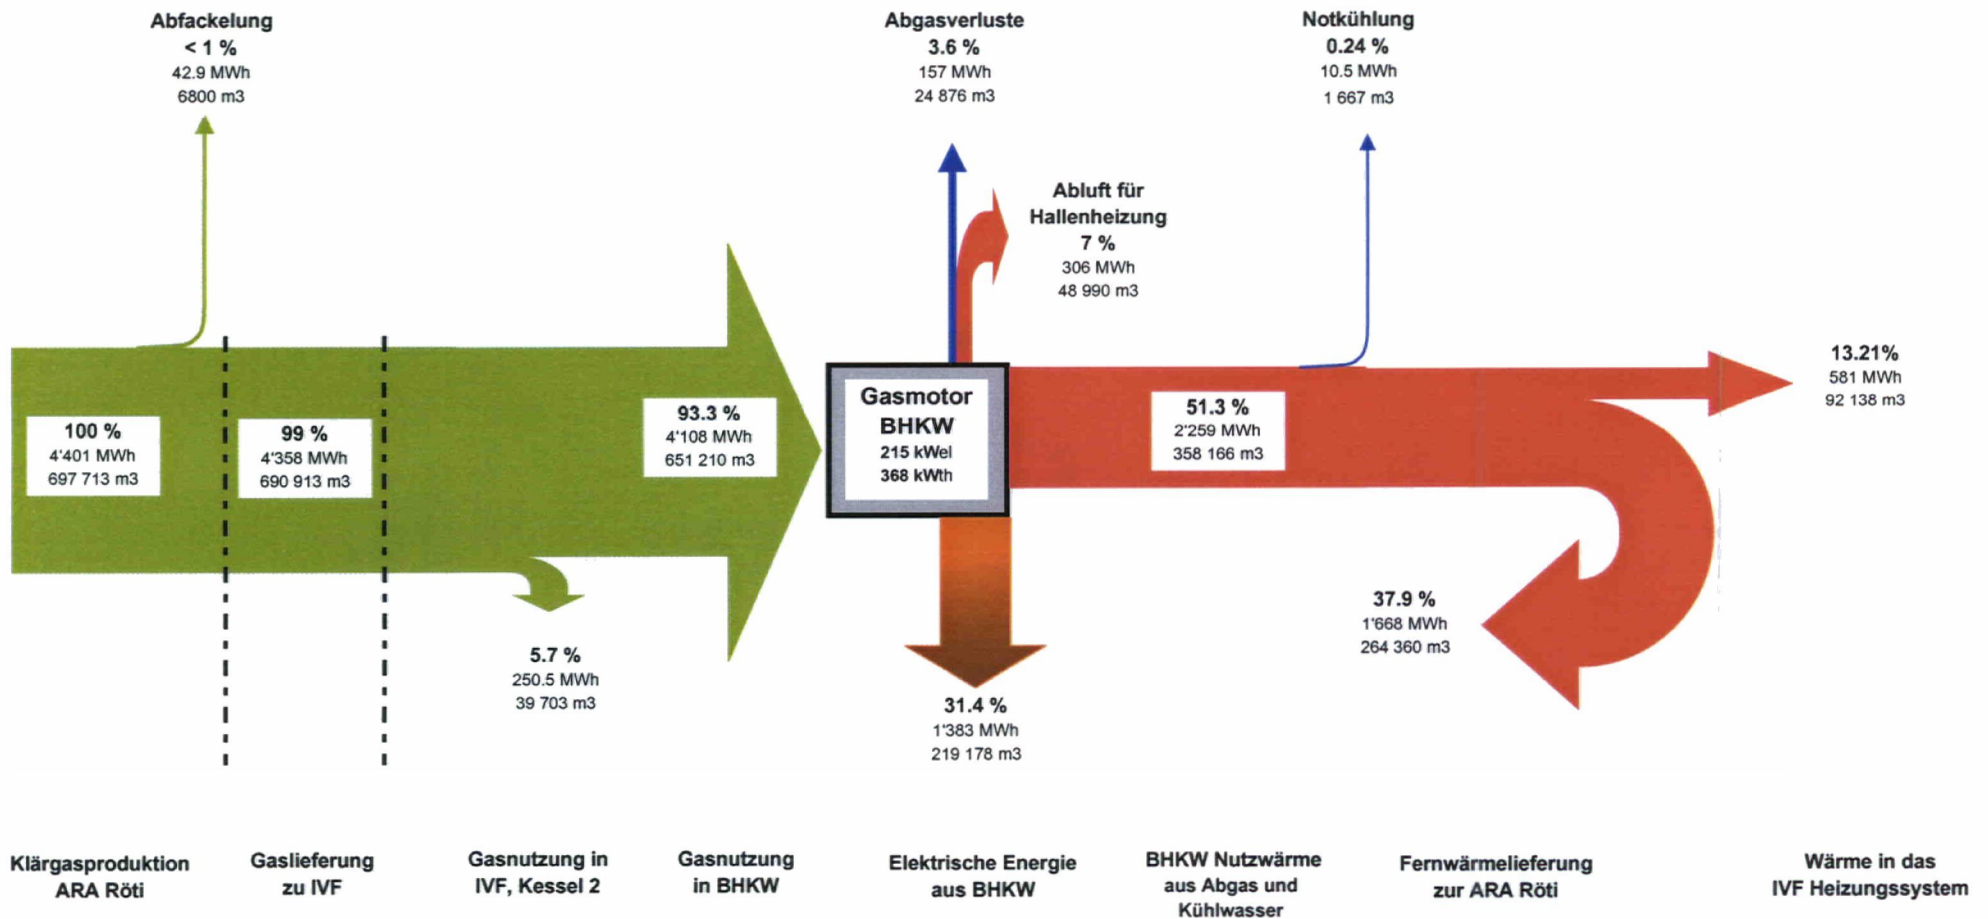 Abfackelung
< 1 %
42.9 MWh
6800 m3
Abgasverluste
3.6 %
157 MWh
24 876 m3
Notkühlung
0.24 %
10.5 MWh
1 667 m3
Abluft für
Hallenheizung
7 %
306 MWh
48 990 m3
100 %
4'401 MWh
697 713 m3
99 %
4'358 MWh
690 913 m3
93.3 %
4'108 MWh
651 210 m3
Gasmotor
BHKW
215 kWel
368 kWth
51.3 %
2'259 MWh
358 166 m3
13.21%
581 MWh
92 138 m3
5.7 %
250.5 MWh
39 703 m3
31.4 %
1'383 MWh
219 178 m3
37.9 %
1'668 MWh
264 360 m3
Klärgasproduktion
ARA Röti
Gaslieferung
zu IVF
Gasnutzung in
IVF, Kessel 2
Gasnutzung
in BHKW
Elektrische Energie
aus BHKW
BHKW Nutzwärme
aus Abgas und
Kühlwasser
Fernwärmelieferung
zur ARA Röti
Wärme in das
IVF Heizungssystem